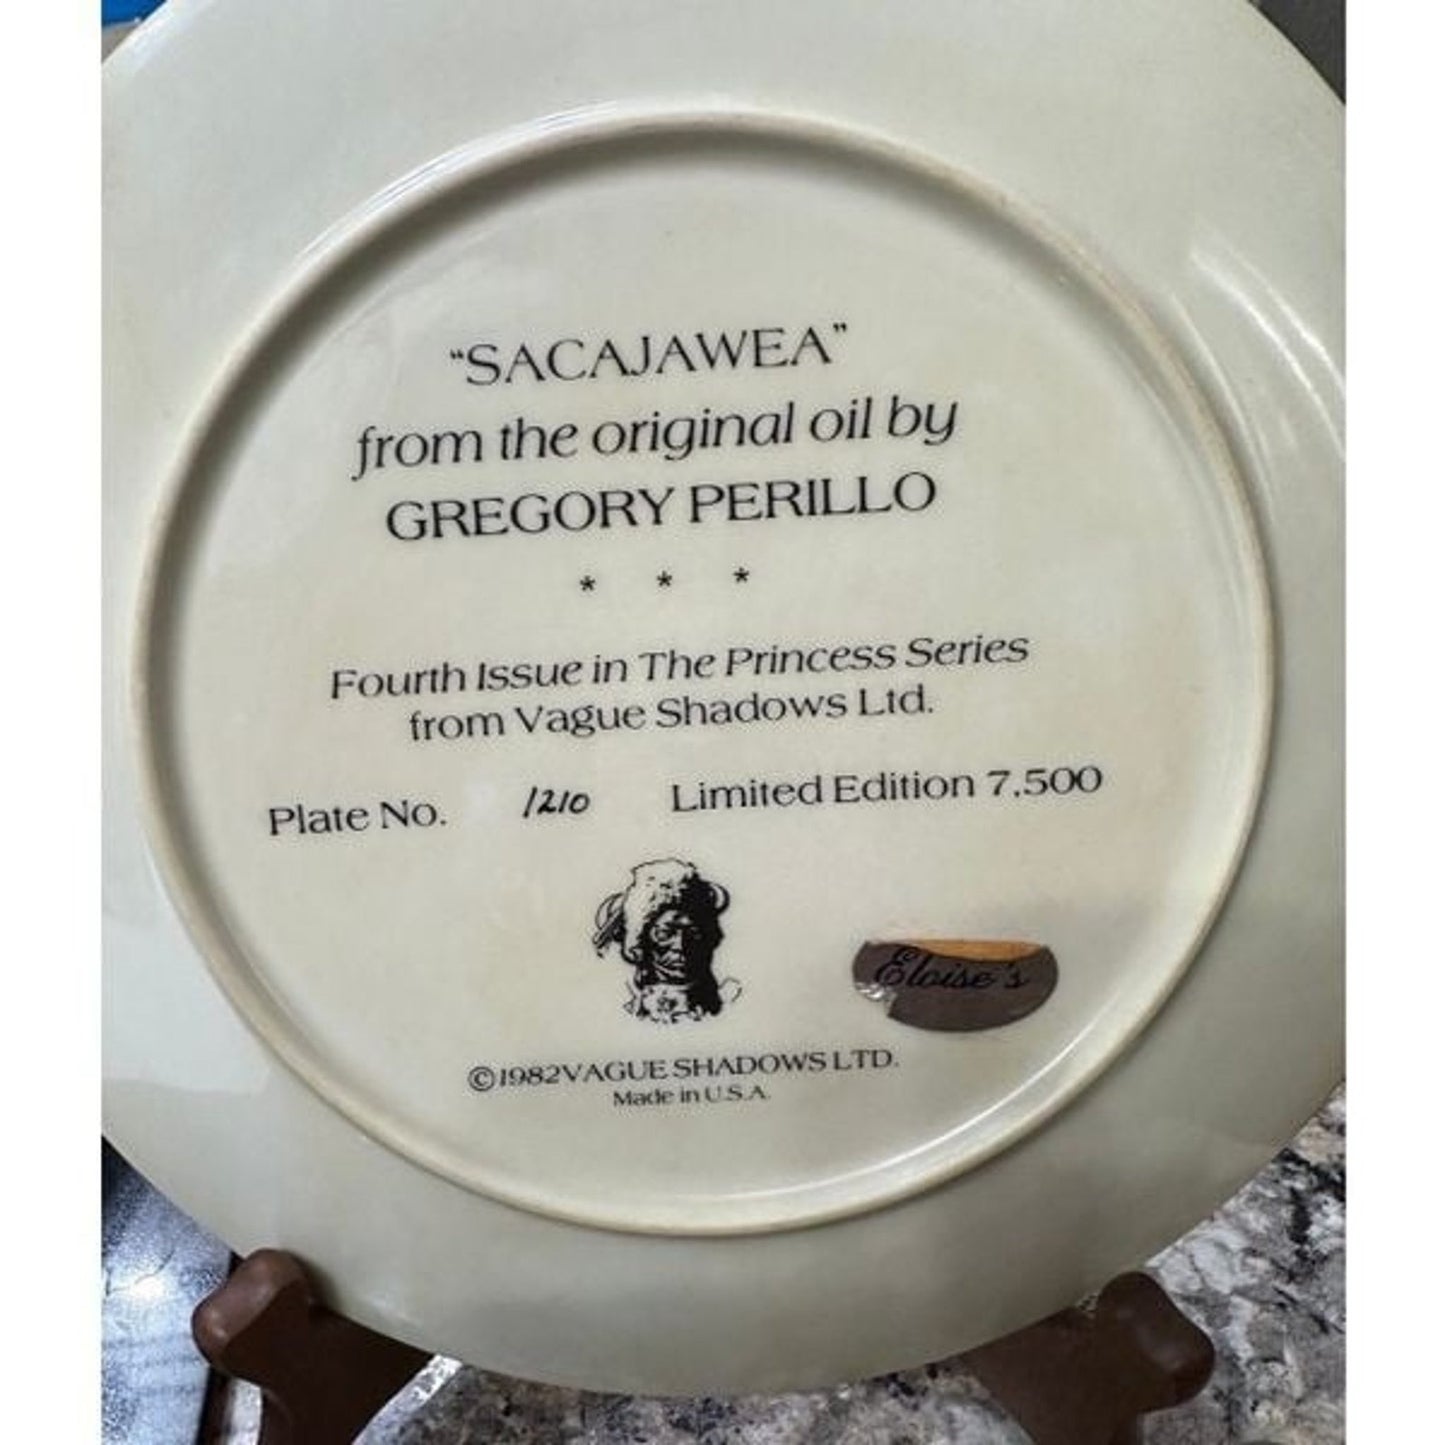 “SACAJAWEA”
from the original oil by
GREGORY PERILLO
* * *
Fourth Issue in The Princess Series
from Vague Shadows Ltd.
Plate No. 1210 Limited Edition 7,500
Eloise's
©1982 VAGUE SHADOWS LTD.
Made in U.S.A.